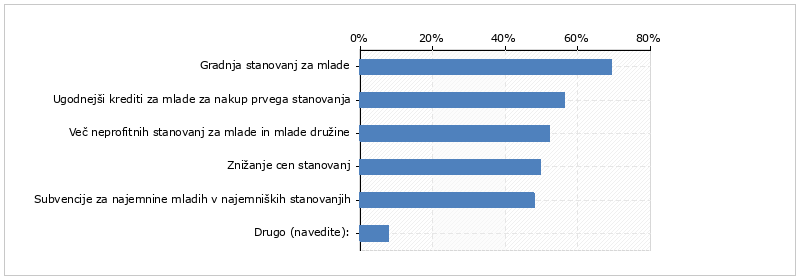 0% 20% 40% 60% 80%
Gradnja stanovanj za mlade
Ugodnejši krediti za mlade za nakup prvega stanovanja
Več neprofitnih stanovanj za mlade in mlade družine
Znižanje cen stanovanj
Subvencije za najemnine mladih v najemniških stanovanjih
Drugo (navedite):